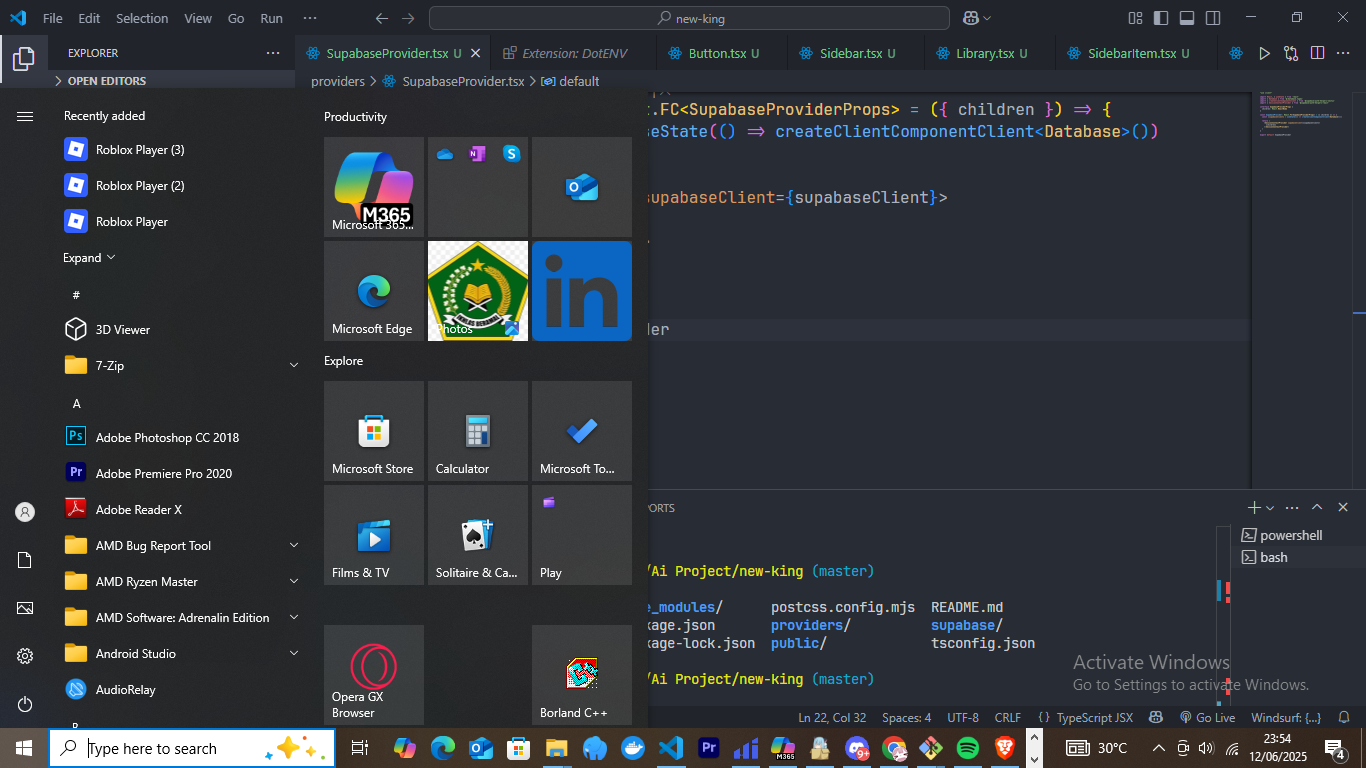 File Edit Selection View Go Run ···
new-king
EXPLORER
SupabaseProvider.tsx U
Extension: DotENV
Button.tsx U
Sidebar.tsx U
Library.tsx U
SidebarItem.tsx U
OPEN EDITORS
providers > SupabaseProvider.tsx > default
.FC<SupabaseProviderProps> = ({ children }) => {
eState(() => createClientComponentClient<Database>())
supabaseClient={supabaseClient}>
der
Recently added
Roblox Player (3)
Roblox Player (2)
Roblox Player
Expand
#
3D Viewer
7-Zip
A
Adobe Photoshop CC 2018
Adobe Premiere Pro 2020
Adobe Reader X
AMD Bug Report Tool
AMD Ryzen Master
AMD Software: Adrenalin Edition
Android Studio
AudioRelay
Productivity
M365
Microsoft 365...
Microsoft Edge
Photos
in
Explore
Microsoft Store
Calculator
Microsoft To...
Films & TV
Solitaire & Ca...
Play
Opera GX
Browser
Borland C++
PORTS
powershell
bash
/Ai Project/new-king (master)
e_modules/ postcss.config.mjs README.md
kage.json providers/ supabase/
kage-lock.json public/ tsconfig.json
/Ai Project/new-king (master)
Activate Windows
Go to Settings to activate Windows.
Ln 22, Col 32 Spaces: 4 UTF-8 CRLF {} TypeScript JSX Go Live Windsurf: {...}
Type here to search
Pr
M365
9+
30°C
23:54
12/06/2025
4